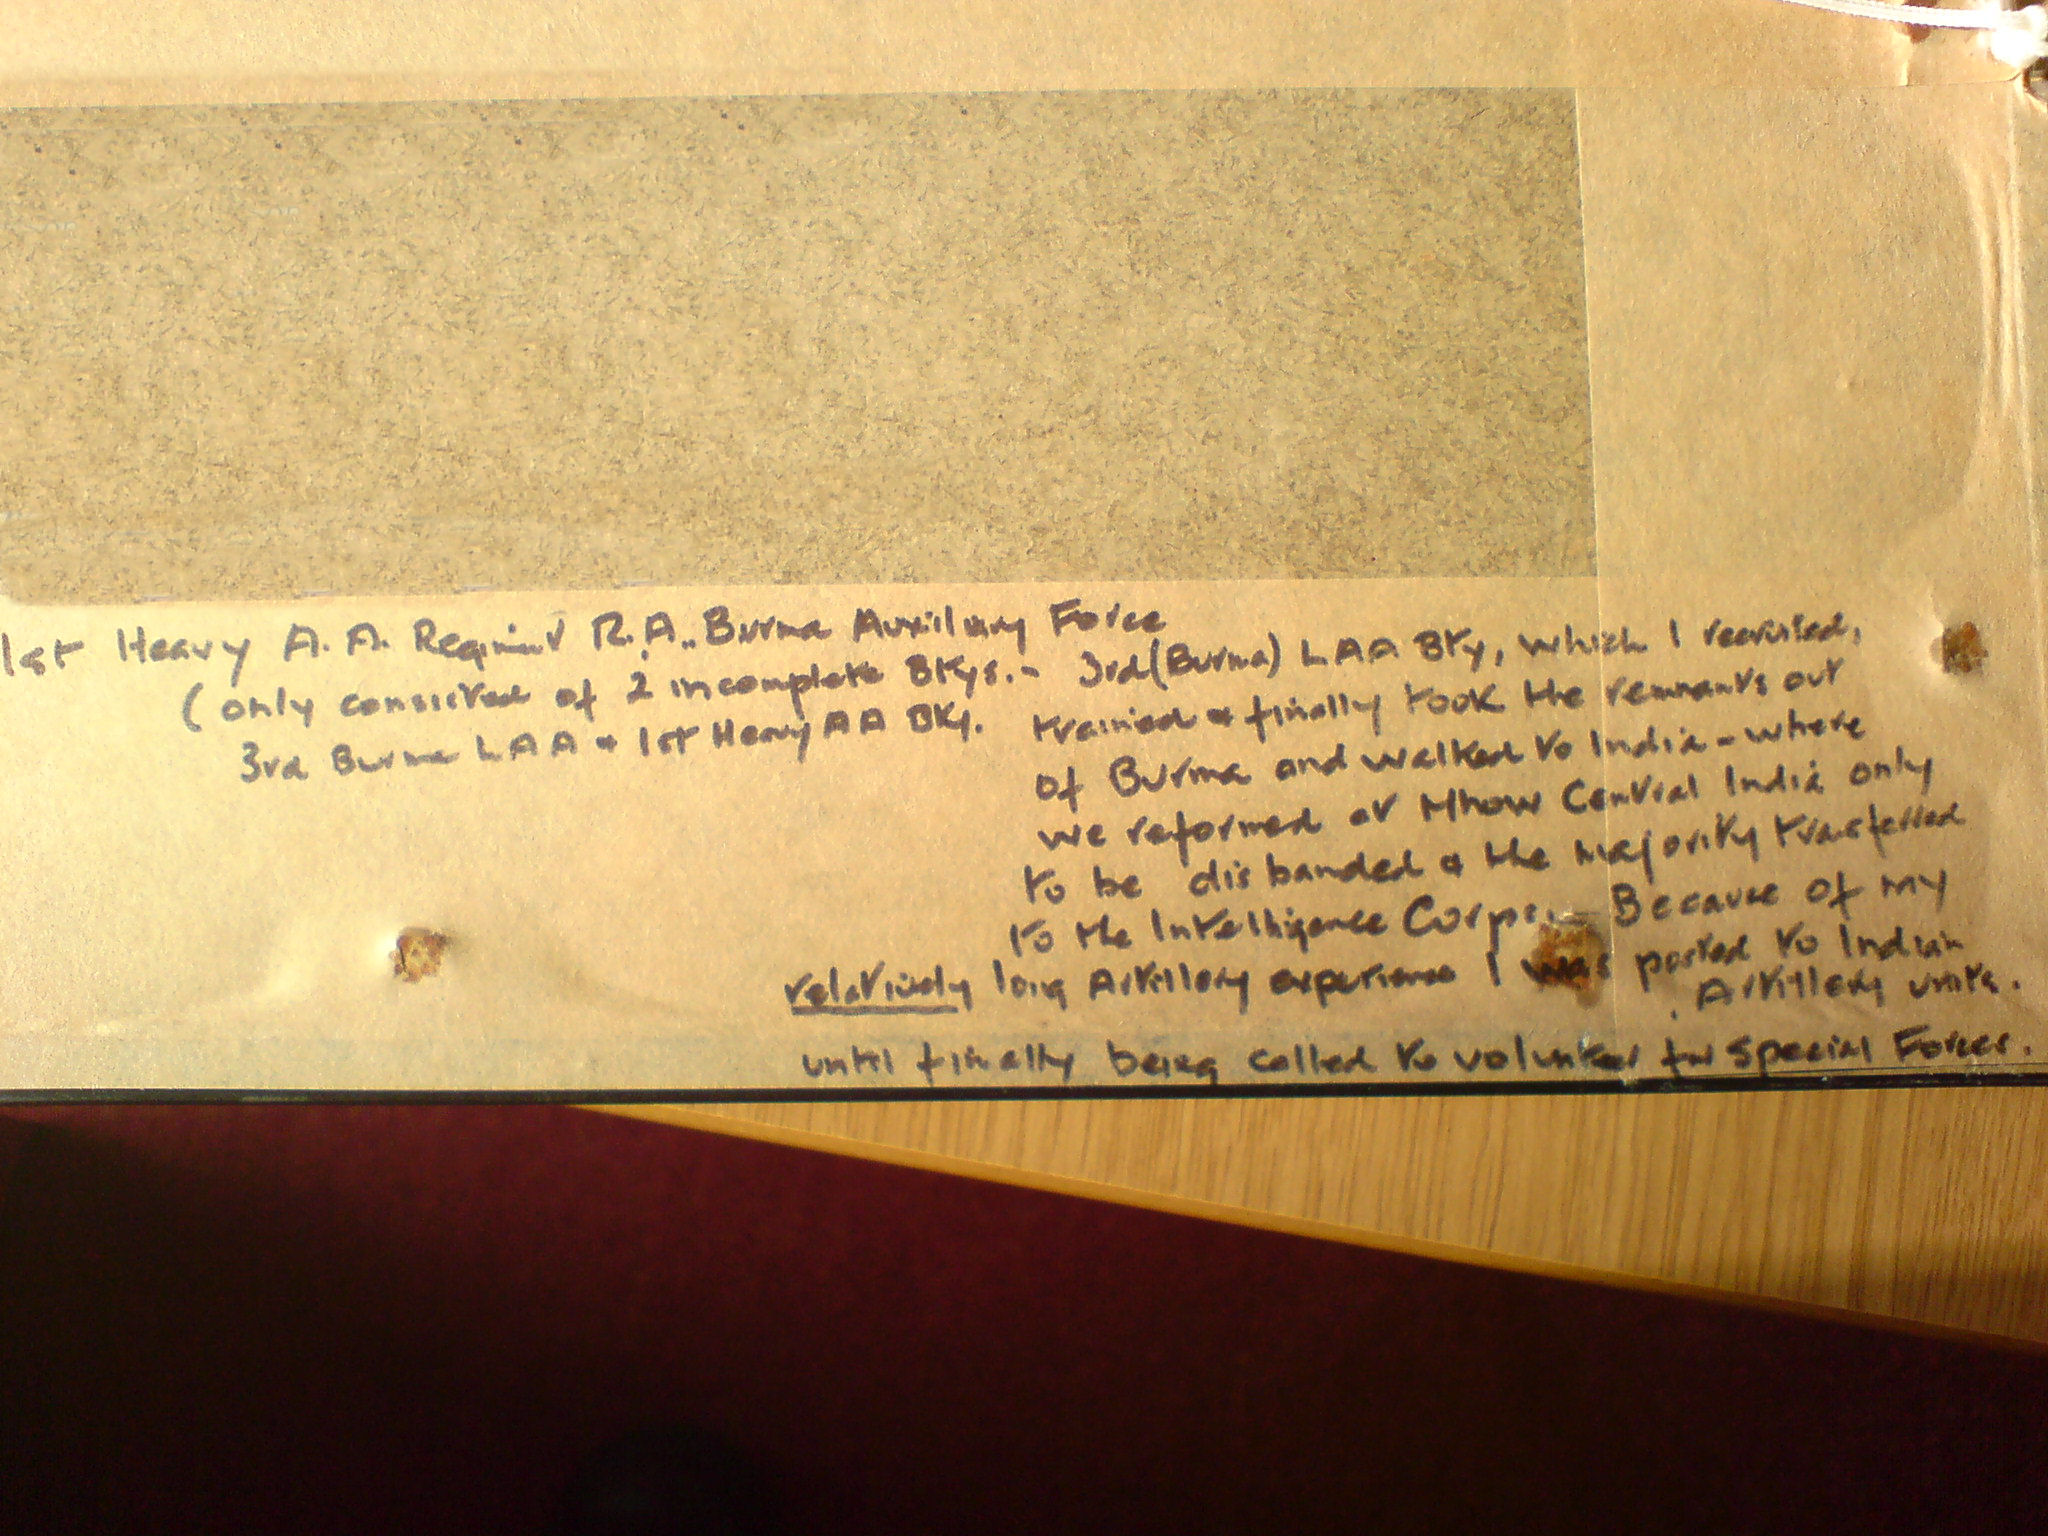 1st Heavy A.A. Regiment R.A., Burma Auxiliary Force
(only consisted of 2 incomplete Btys. -
3rd Burma LAA & 1st Heavy AA Bty.
3rd (Burma) LAA Bty, which I recruited,
trained & finally took the remnants out
of Burma and walked to India - where
we reformed at Mhow Central India only
to be disbanded & the majority transferred
to the Intelligence Corps. - Because of my
relatively long Artillery experience I was posted to Indian
Artillery units.
until finally being called to volunteer for Special Forces.